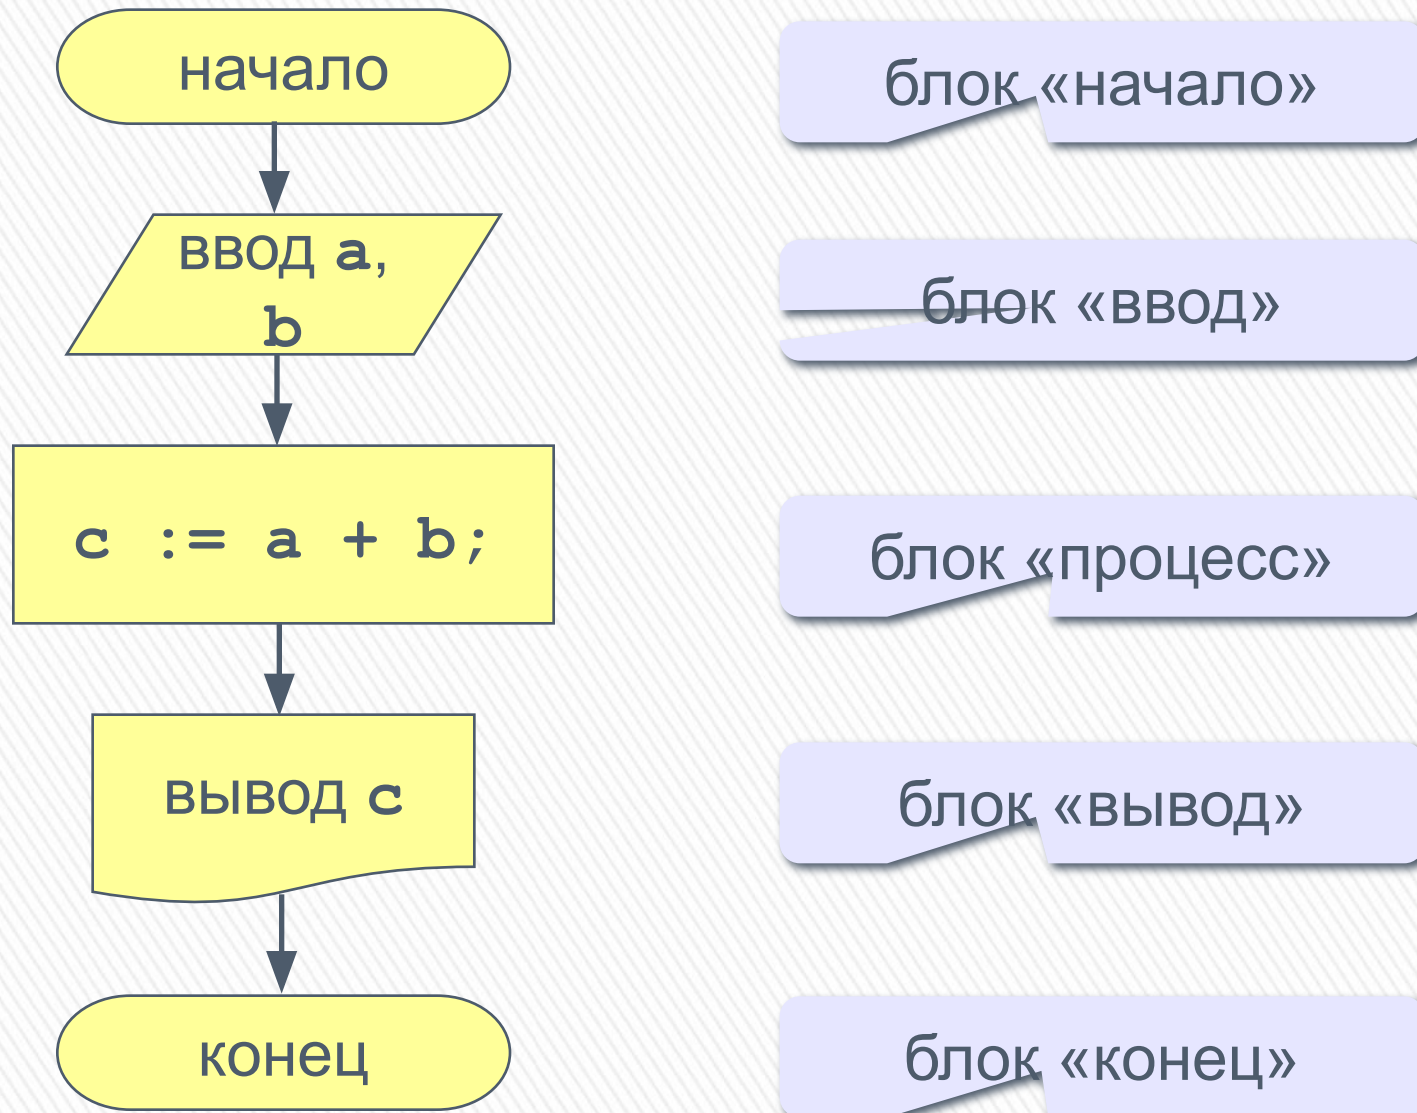 начало
блок «начало»
ввод a,
b
блок «ввод»
c := a + b;
блок «процесс»
вывод c
блок «вывод»
конец
блок «конец»